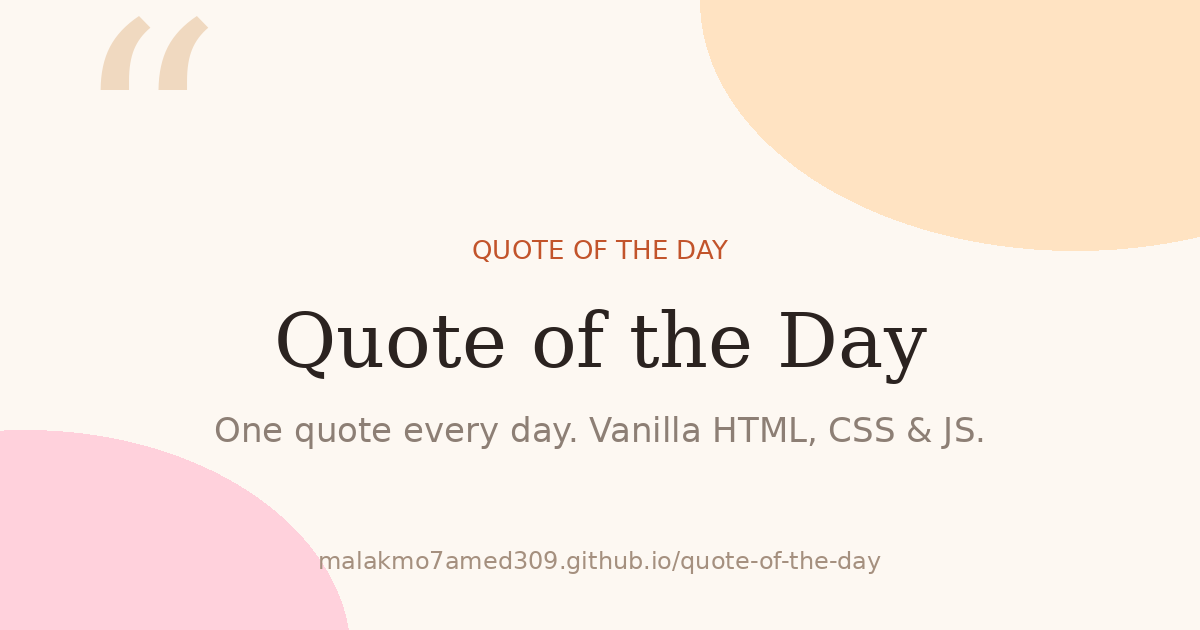 “
QUOTE OF THE DAY
Quote of the Day
One quote every day. Vanilla HTML, CSS & JS.
malakmo7amed309.github.io/quote-of-the-day